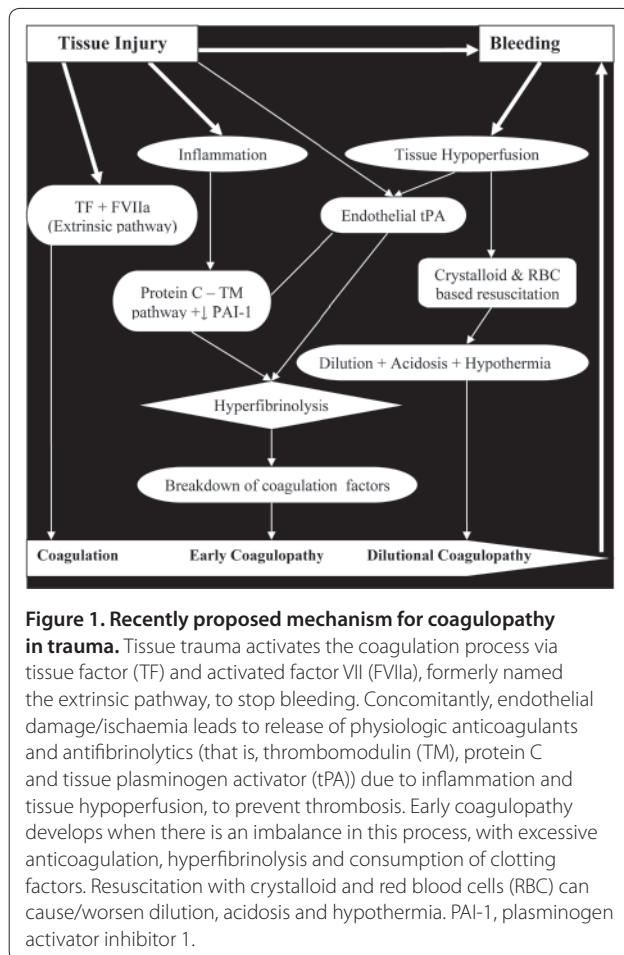 Tissue Injury
Bleeding
Inflammation
Tissue Hypoperfusion
TF + FVIIa
(Extrinsic pathway)
Endothelial tPA
Crystalloid & RBC
based resuscitation
Protein C – TM
pathway +↓ PAI-1
Dilution + Acidosis + Hypothermia
Hyperfibrinolysis
Breakdown of coagulation factors
Coagulation
Early Coagulopathy
Dilutional Coagulopathy
Figure 1. Recently proposed mechanism for coagulopathy
in trauma. Tissue trauma activates the coagulation process via
tissue factor (TF) and activated factor VII (FVIIa), formerly named
the extrinsic pathway, to stop bleeding. Concomitantly, endothelial
damage/ischaemia leads to release of physiologic anticoagulants
and antifibrinolytics (that is, thrombomodulin (TM), protein C
and tissue plasminogen activator (tPA)) due to inflammation and
tissue hypoperfusion, to prevent thrombosis. Early coagulopathy
develops when there is an imbalance in this process, with excessive
anticoagulation, hyperfibrinolysis and consumption of clotting
factors. Resuscitation with crystalloid and red blood cells (RBC) can
cause/worsen dilution, acidosis and hypothermia. PAI-1, plasminogen
activator inhibitor 1.